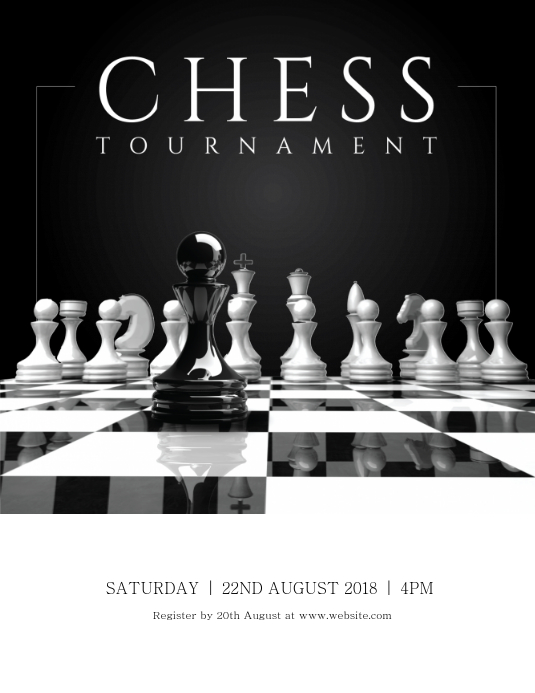 CHESS
TOURNAMENT
SATURDAY | 22ND AUGUST 2018 | 4PM
Register by 20th August at www.website.com